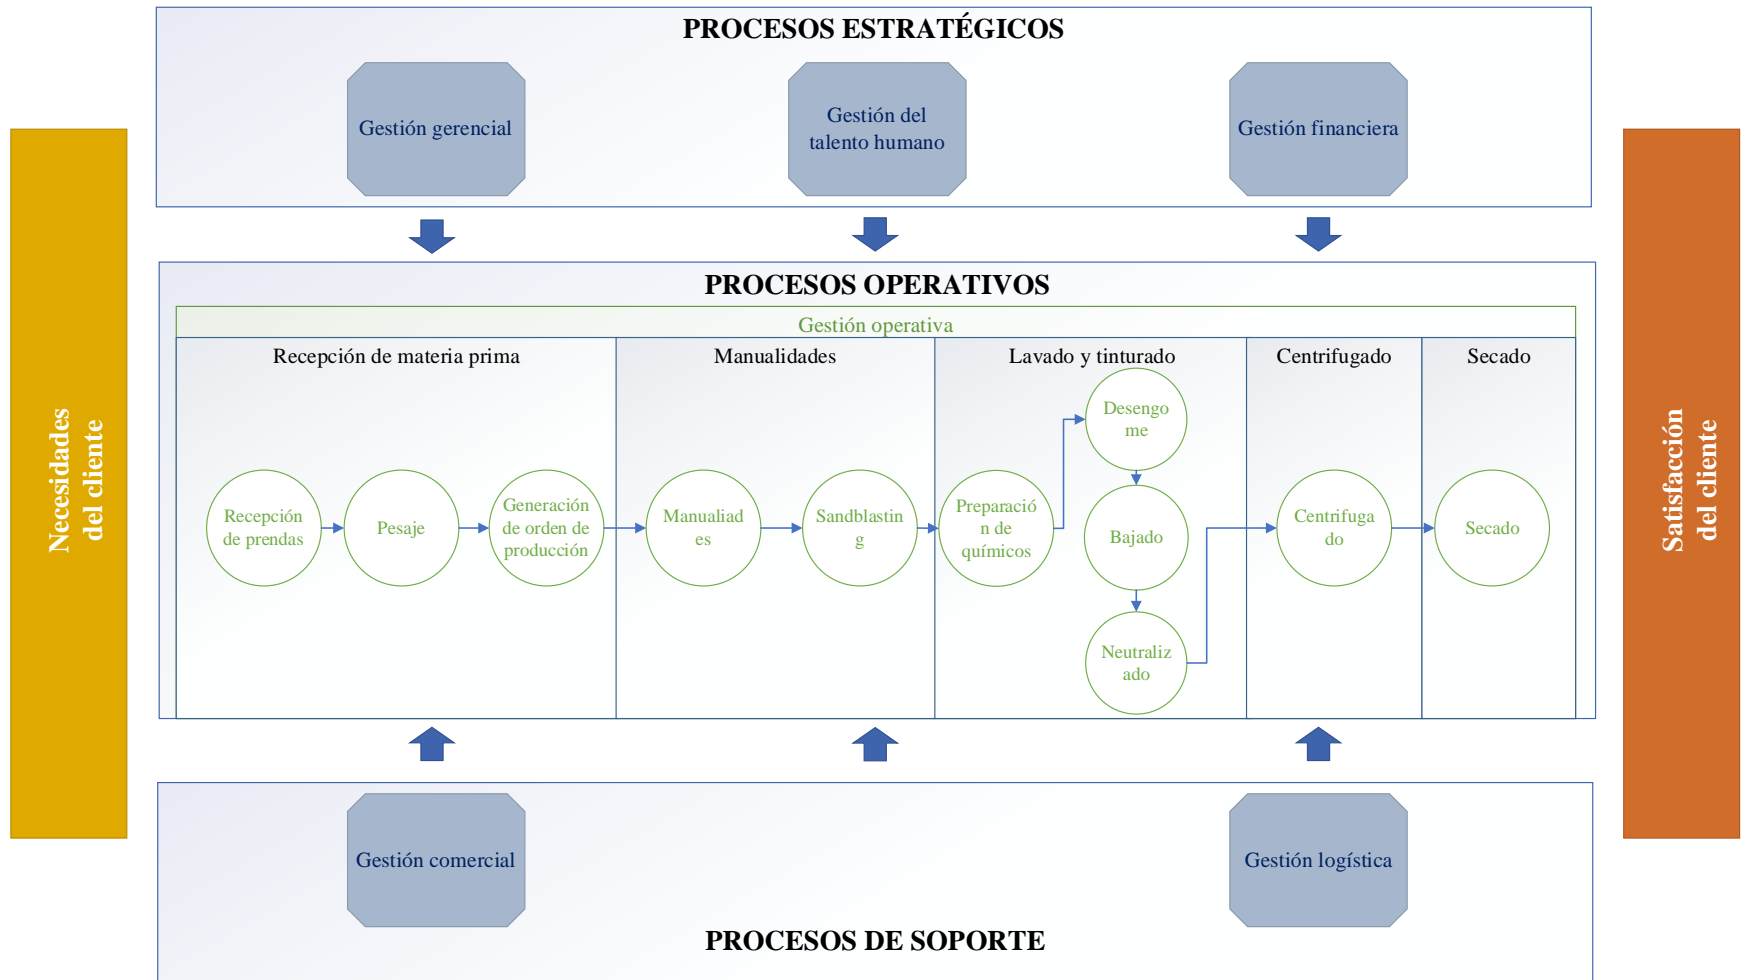 PROCESOS ESTRATÉGICOS
Gestión gerencial
Gestión del
talento humano
Gestión financiera
Necesidades
del cliente
PROCESOS OPERATIVOS
Gestión operativa
Recepción de materia prima
Manualidades
Lavado y tinturado
Centrifugado
Secado
Recepción
de prendas
Pesaje
Generación
de orden de
producción
Manualiad
es
Sandblastin
g
Preparació
n de
químicos
Desengo
me
Bajado
Neutraliz
ado
Centrifuga
do
Secado
Satisfacción
del cliente
Gestión comercial
Gestión logística
PROCESOS DE SOPORTE